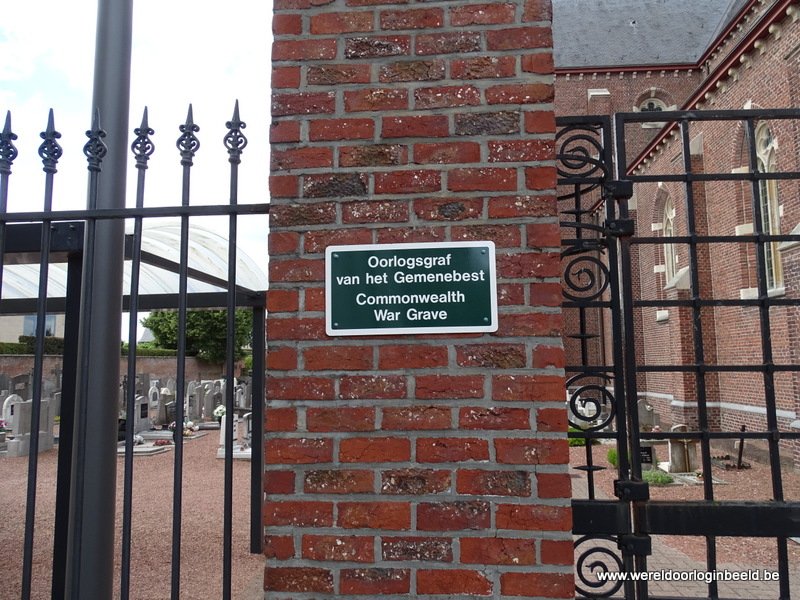 Oorlogsgraf
van het Gemenebest
Commonwealth
War Grave
www.wereldoorloginbeeld.be